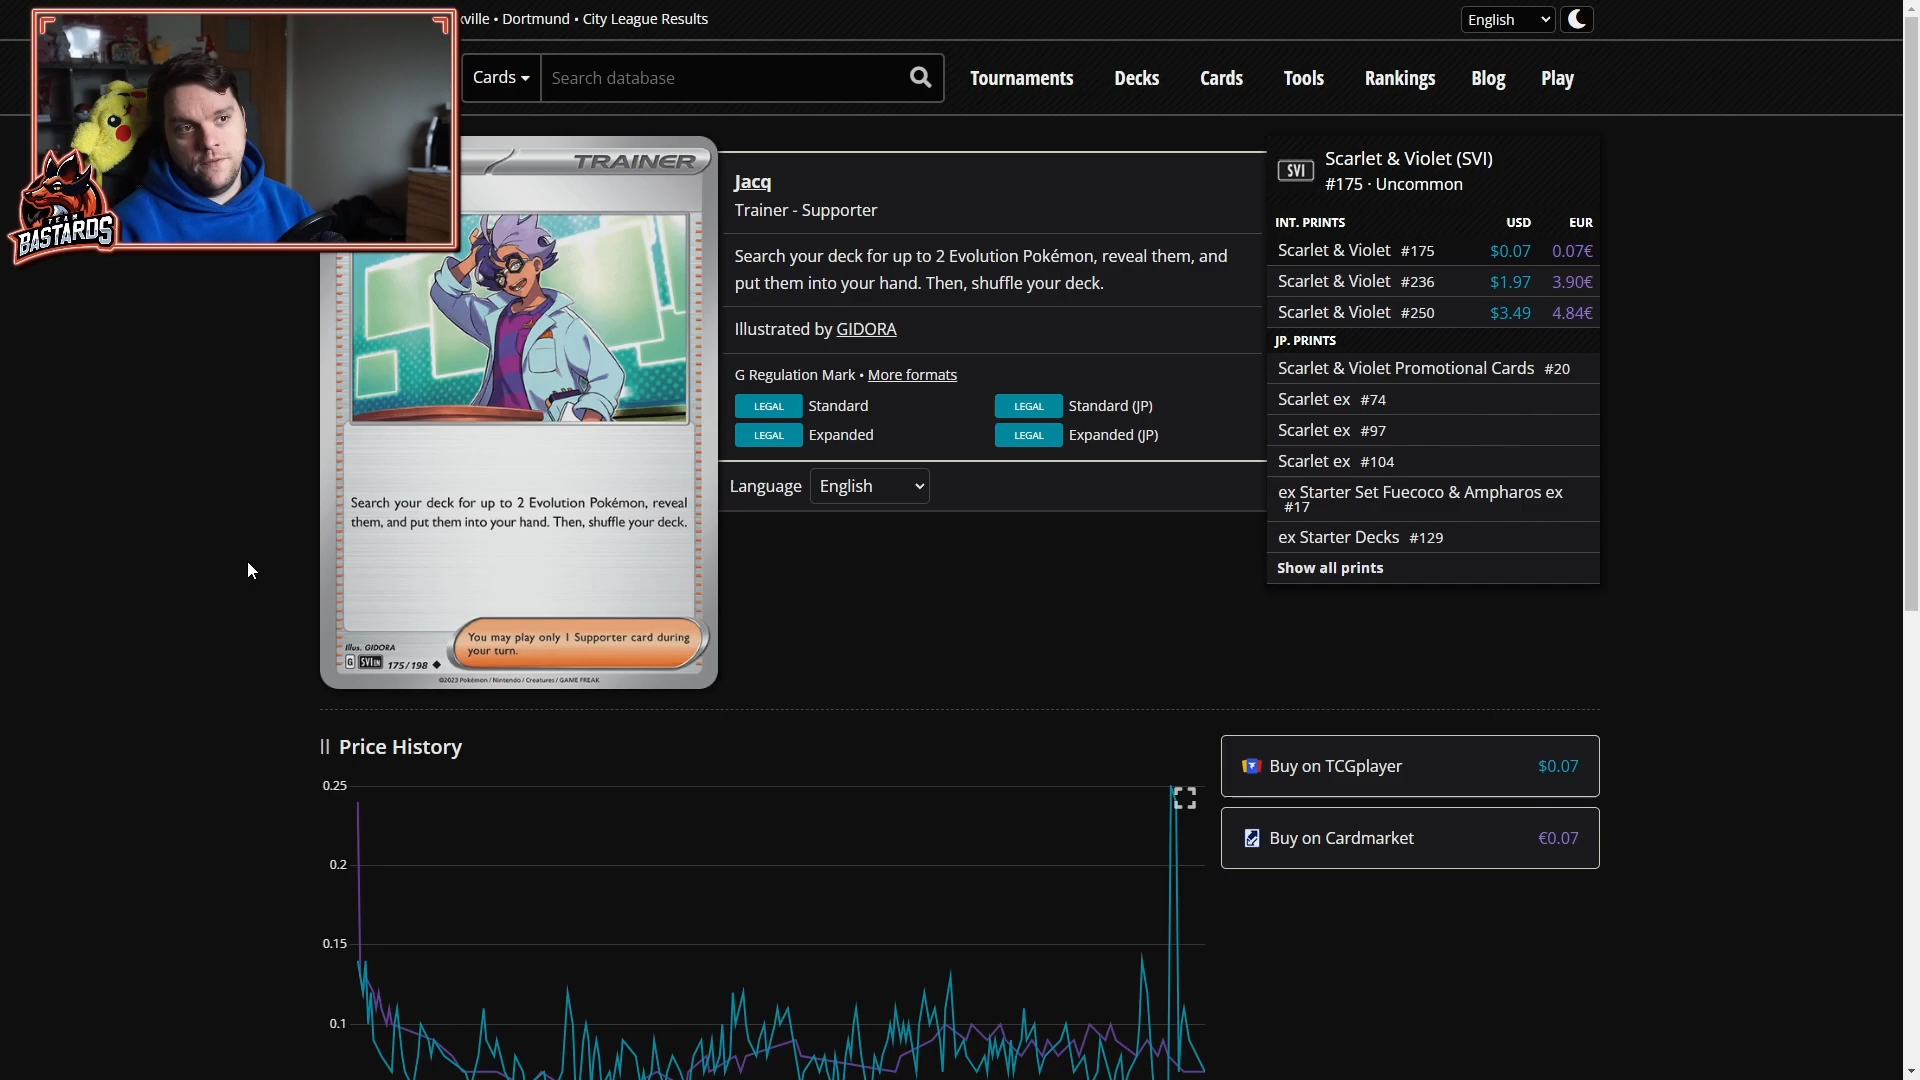 kville • Dortmund • City League Results
English
Cards
Search database
Tournaments
Decks
Cards
Tools
Rankings
Blog
Play
TEAM
BASTARDS
TRAINER
Search your deck for up to 2 Evolution Pokémon, reveal
them, and put them into your hand. Then, shuffle your deck.
You may play only 1 Supporter card during
your turn.
Illus. GIDORA
G SVI EN 175/198
©2023 Pokémon / Nintendo / Creatures / GAME FREAK
Jacq
Trainer - Supporter
Search your deck for up to 2 Evolution Pokémon, reveal them, and
put them into your hand. Then, shuffle your deck.
Illustrated by GIDORA
G Regulation Mark • More formats
LEGAL Standard
LEGAL Standard (JP)
LEGAL Expanded
LEGAL Expanded (JP)
Language English
SVI
Scarlet & Violet (SVI)
#175 · Uncommon
INT. PRINTS USD EUR
Scarlet & Violet #175 $0.07 0.07€
Scarlet & Violet #236 $1.97 3.90€
Scarlet & Violet #250 $3.49 4.84€
JP. PRINTS
Scarlet & Violet Promotional Cards #20
Scarlet ex #74
Scarlet ex #97
Scarlet ex #104
ex Starter Set Fuecoco & Ampharos ex
#17
ex Starter Decks #129
Show all prints
Price History
0.25
0.2
0.15
0.1
Buy on TCGplayer $0.07
Buy on Cardmarket €0.07